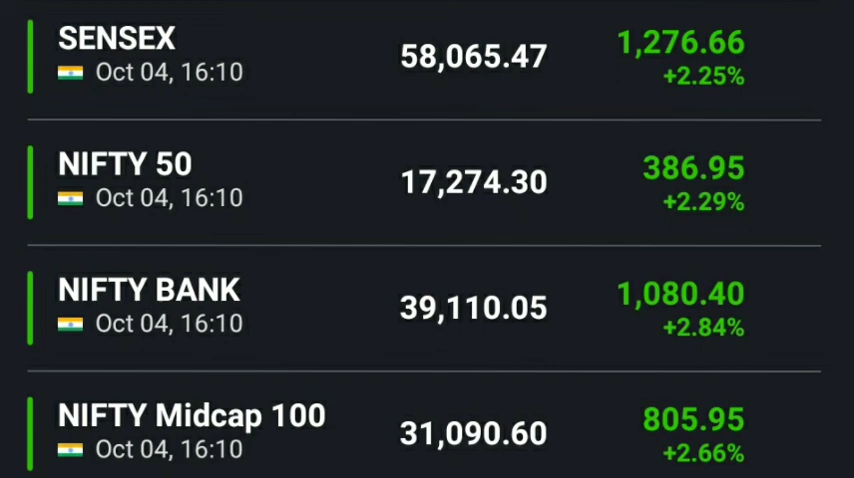 SENSEX
Oct 04, 16:10
58,065.47
1,276.66
+2.25%
NIFTY 50
Oct 04, 16:10
17,274.30
386.95
+2.29%
NIFTY BANK
Oct 04, 16:10
39,110.05
1,080.40
+2.84%
NIFTY Midcap 100
Oct 04, 16:10
31,090.60
805.95
+2.66%